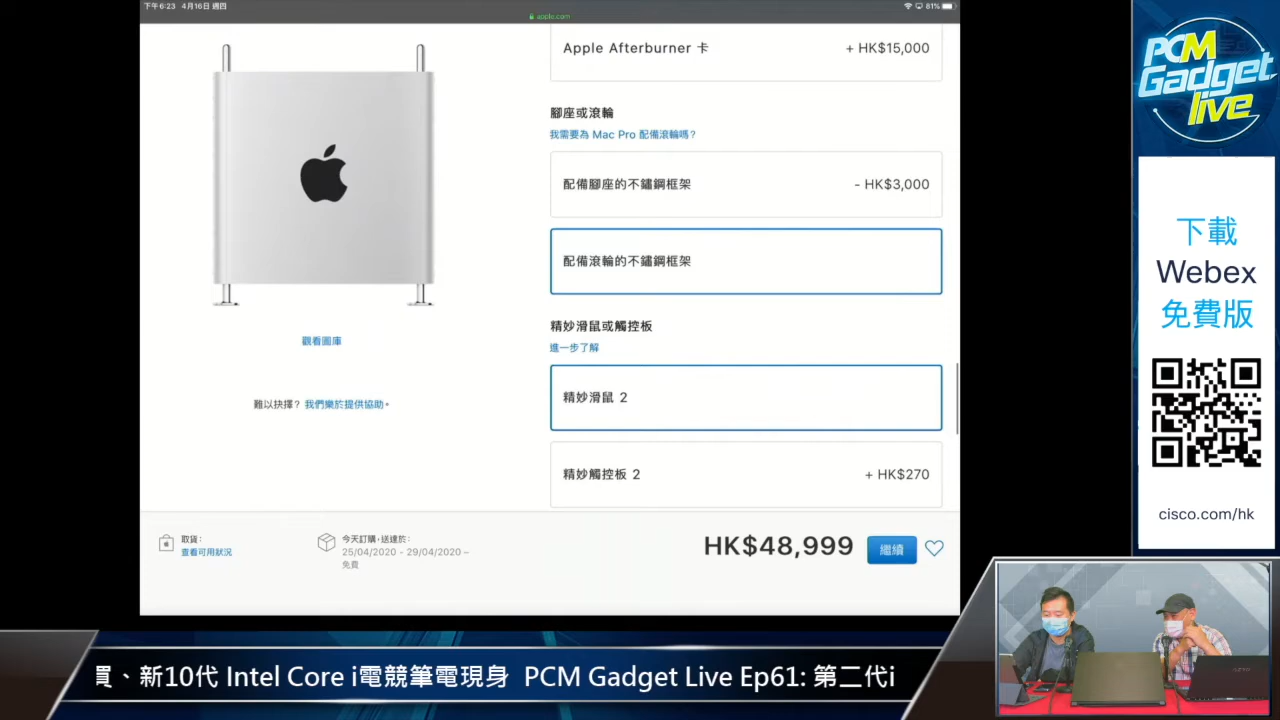 下午6:23 4月16日 週四
apple.com
81%
Apple Afterburner 卡
+ HK$15,000
腳座或滾輪
我需要為 Mac Pro 配備滾輪嗎？
配備腳座的不鏽鋼框架
- HK$3,000
配備滾輪的不鏽鋼框架
精妙滑鼠或觸控板
進一步了解
精妙滑鼠 2
精妙觸控板 2
+ HK$270
觀看圖庫
難以抉擇？ 我們樂於提供協助。
取貨：
查看可用狀況
今天訂購，送達於：
25/04/2020 - 29/04/2020 –
免費
HK$48,999
繼續
PCM
Gadget
live
下載
Webex
免費版
cisco.com/hk
買、新10代 Intel Core i電競筆電現身 PCM Gadget Live Ep61: 第二代i